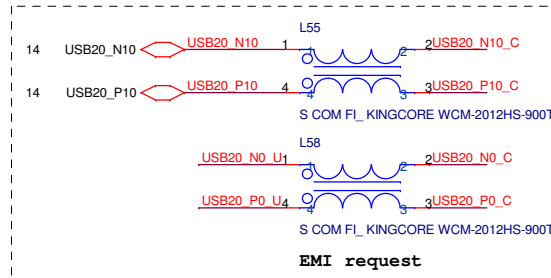 L55
14 USB20_N10 USB20_N10 1 1 2 2 USB20_N10_C
14 USB20_P10 USB20_P10 4 4 3 3 USB20_P10_C
S COM FI_ KINGCORE WCM-2012HS-900T
L58
USB20_N0_U 1 1 2 2 USB20_N0_C
USB20_P0_U 4 4 3 3 USB20_P0_C
S COM FI_ KINGCORE WCM-2012HS-900T
EMI request